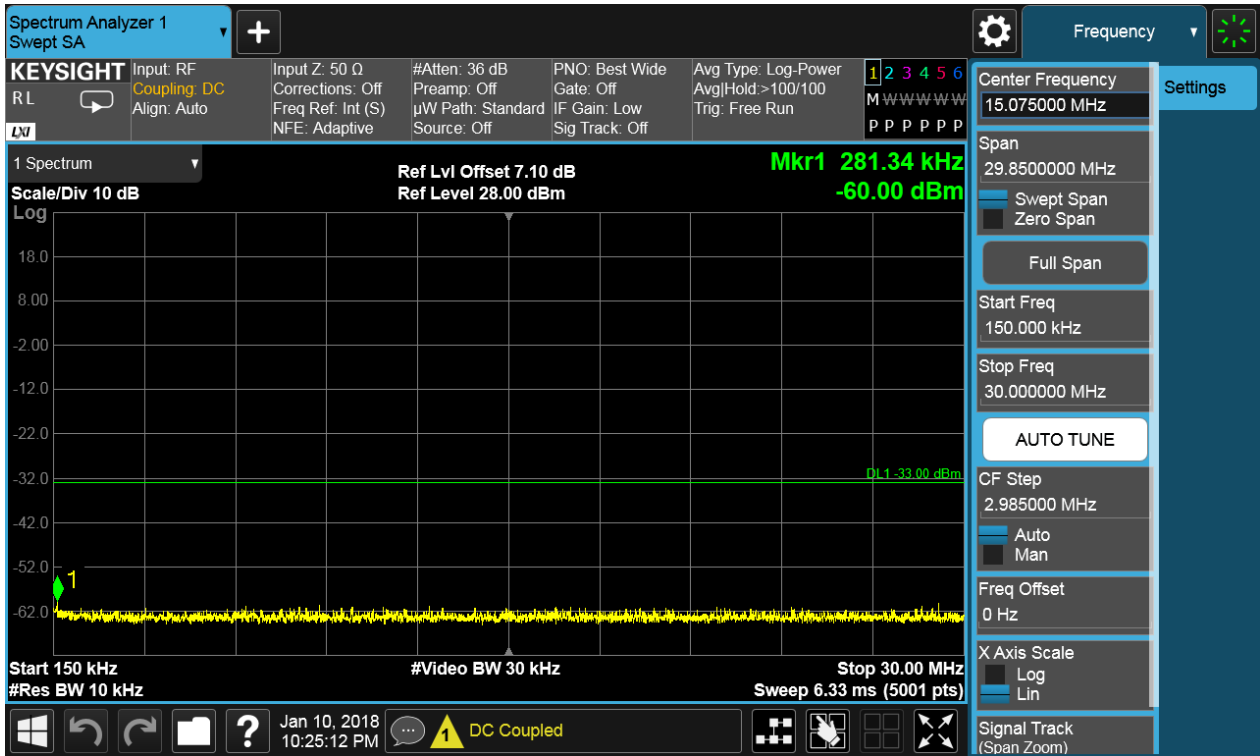 Spectrum Analyzer 1
Swept SA
+
Frequency
KEYSIGHT
R L
LXI
Input: RF
Coupling: DC
Align: Auto
Input Z: 50 Ω
Corrections: Off
Freq Ref: Int (S)
NFE: Adaptive
#Atten: 36 dB
Preamp: Off
µW Path: Standard
Source: Off
PNO: Best Wide
Gate: Off
IF Gain: Low
Sig Track: Off
Avg Type: Log-Power
Avg|Hold:>100/100
Trig: Free Run
1 2 3 4 5 6
M W W W W W
P P P P P P
1 Spectrum
Scale/Div 10 dB
Log
Ref Lvl Offset 7.10 dB
Ref Level 28.00 dBm
Mkr1 281.34 kHz
-60.00 dBm
18.0
8.00
-2.00
-12.0
-22.0
-32.0
-42.0
-52.0
-62.0
DL1 -33.00 dBm
1
Start 150 kHz
#Res BW 10 kHz
#Video BW 30 kHz
Stop 30.00 MHz
Sweep 6.33 ms (5001 pts)
Center Frequency
15.075000 MHz
Span
29.8500000 MHz
Swept Span
Zero Span
Full Span
Start Freq
150.000 kHz
Stop Freq
30.000000 MHz
AUTO TUNE
CF Step
2.985000 MHz
Auto
Man
Freq Offset
0 Hz
X Axis Scale
Log
Lin
Signal Track
(Span Zoom)
Settings
?
Jan 10, 2018
10:25:12 PM
1
DC Coupled